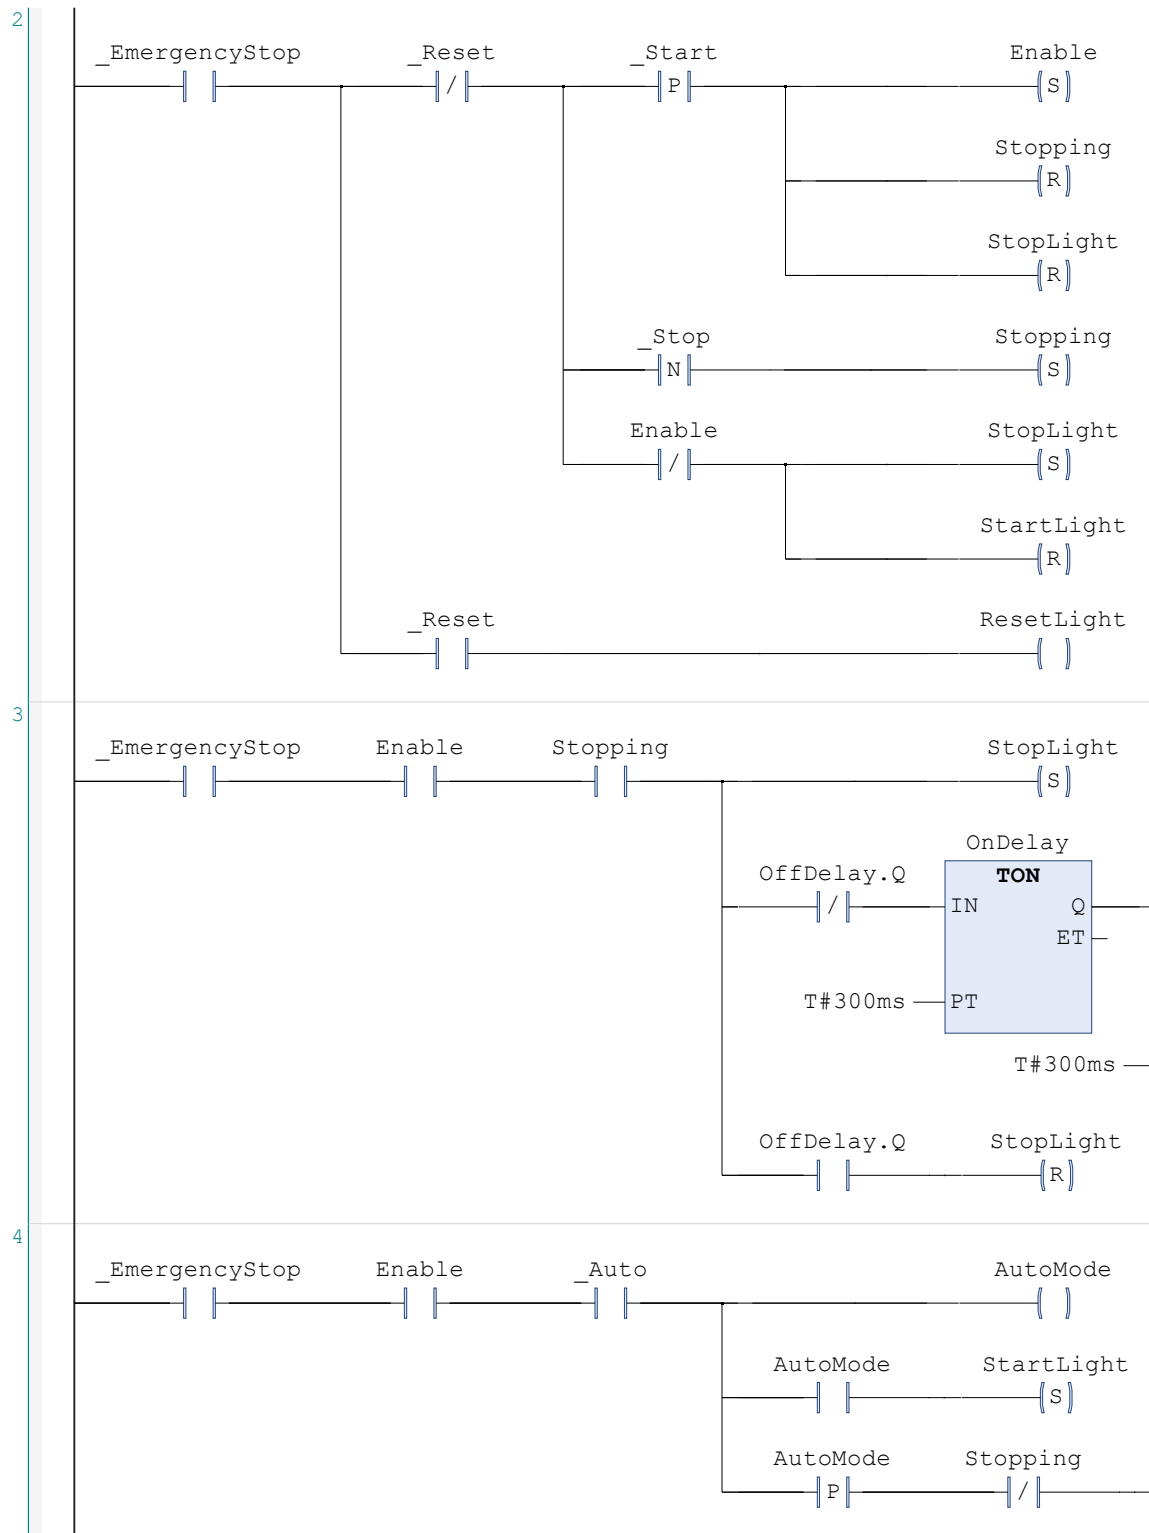 2
_EmergencyStop _Reset _Start Enable
/ P S
Stopping
R
StopLight
R
_Stop Stopping
N S
Enable StopLight
/ S
StartLight
R
_Reset ResetLight
3
_EmergencyStop Enable Stopping StopLight
S
OnDelay
OffDelay.Q TON
/ IN Q
ET
T#300ms PT
T#300ms
OffDelay.Q StopLight
R
4
_EmergencyStop Enable _Auto AutoMode
AutoMode StartLight
S
AutoMode Stopping
P /